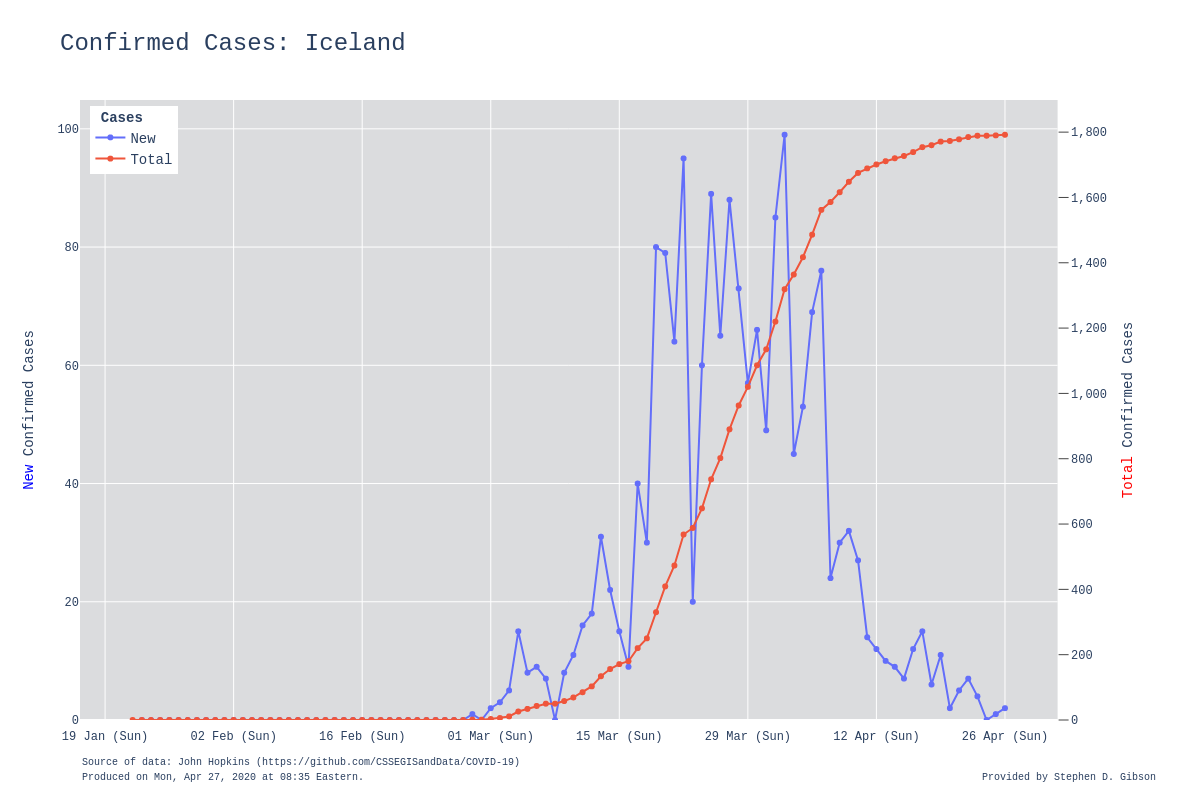 Confirmed Cases: Iceland
Cases
New
Total
100
80
60
40
20
0
New Confirmed Cases
1,800
1,600
1,400
1,200
1,000
800
600
400
200
0
Total Confirmed Cases
19 Jan (Sun) 02 Feb (Sun) 16 Feb (Sun) 01 Mar (Sun) 15 Mar (Sun) 29 Mar (Sun) 12 Apr (Sun) 26 Apr (Sun)
Source of data: John Hopkins (https://github.com/CSSEGISandData/COVID-19)
Produced on Mon, Apr 27, 2020 at 08:35 Eastern.
Provided by Stephen D. Gibson